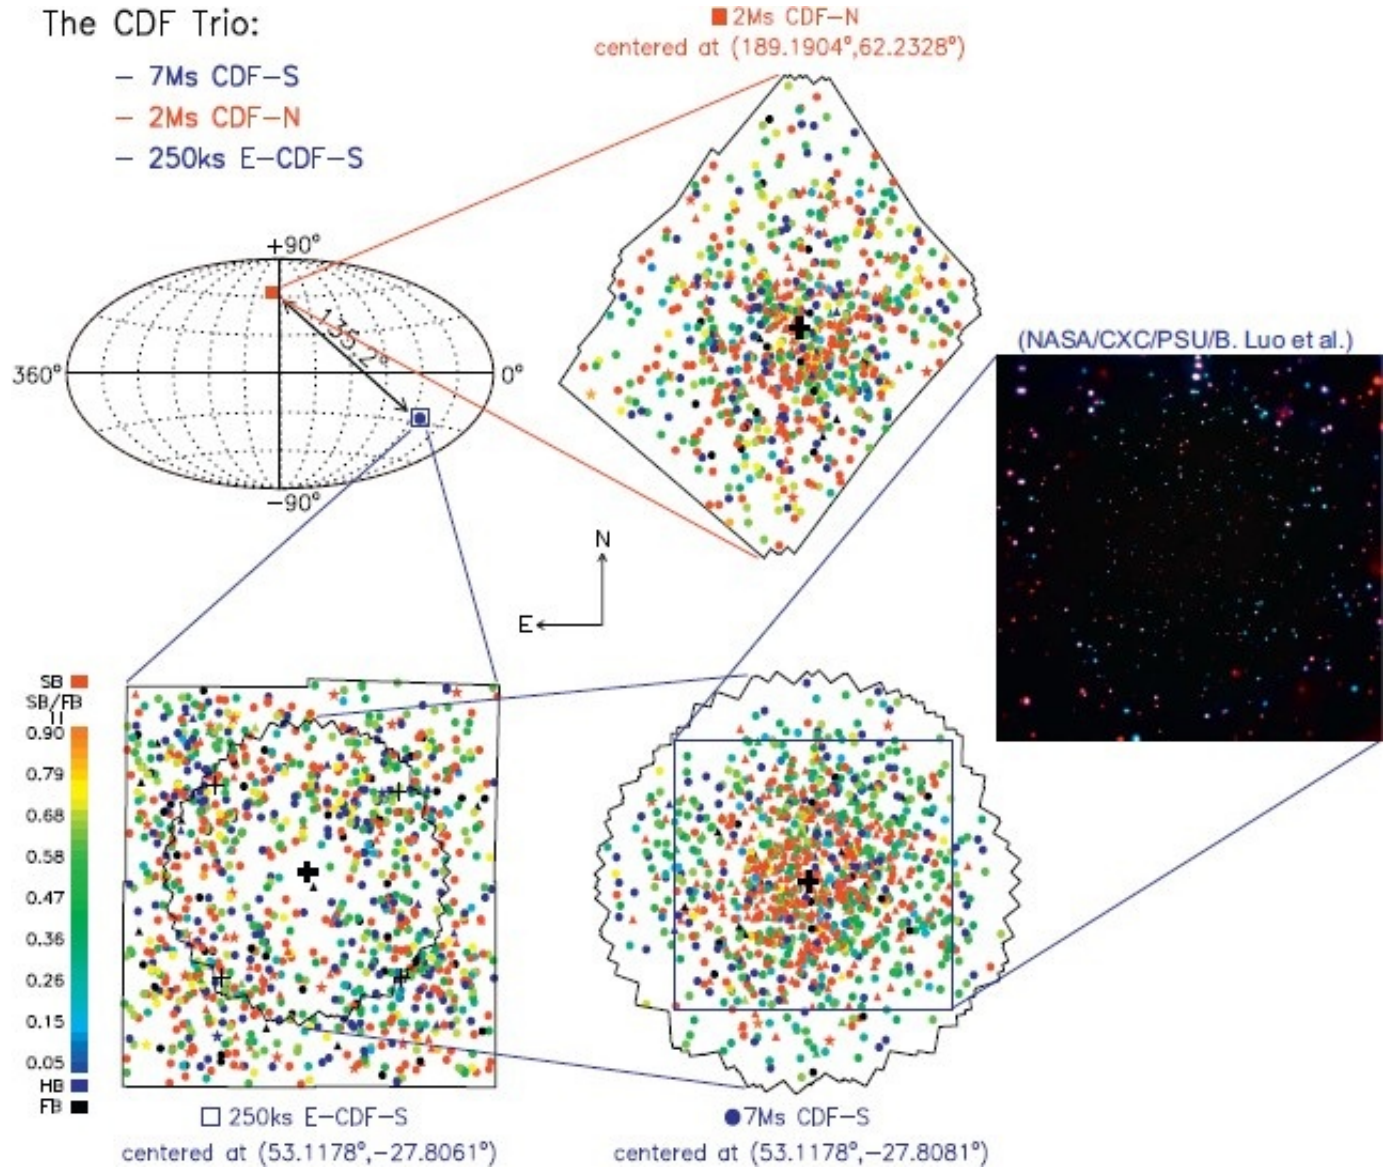 The CDF Trio:
– 7Ms CDF–S
– 2Ms CDF–N
– 250ks E–CDF–S
2Ms CDF–N
centered at (189.1904°,62.2328°)
+90°
135.2°
360°
0°
–90°
(NASA/CXC/PSU/B. Luo et al.)
N
E
SB
SB/FB
||
0.90
0.79
0.68
0.58
0.47
0.36
0.26
0.15
0.05
HB
FB
250ks E–CDF–S
centered at (53.1178°,–27.8061°)
7Ms CDF–S
centered at (53.1178°,–27.8081°)